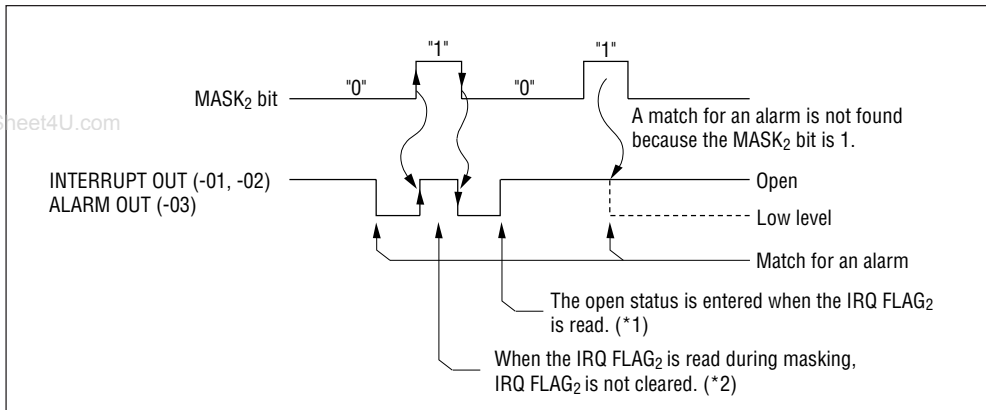 "1"
"1"
"0"
"0"
MASK2 bit
heet4U.com
A match for an alarm is not found
because the MASK2 bit is 1.
INTERRUPT OUT (-01, -02)
ALARM OUT (-03)
Open
Low level
Match for an alarm
The open status is entered when the IRQ FLAG2
is read. (*1)
When the IRQ FLAG2 is read during masking,
IRQ FLAG2 is not cleared. (*2)